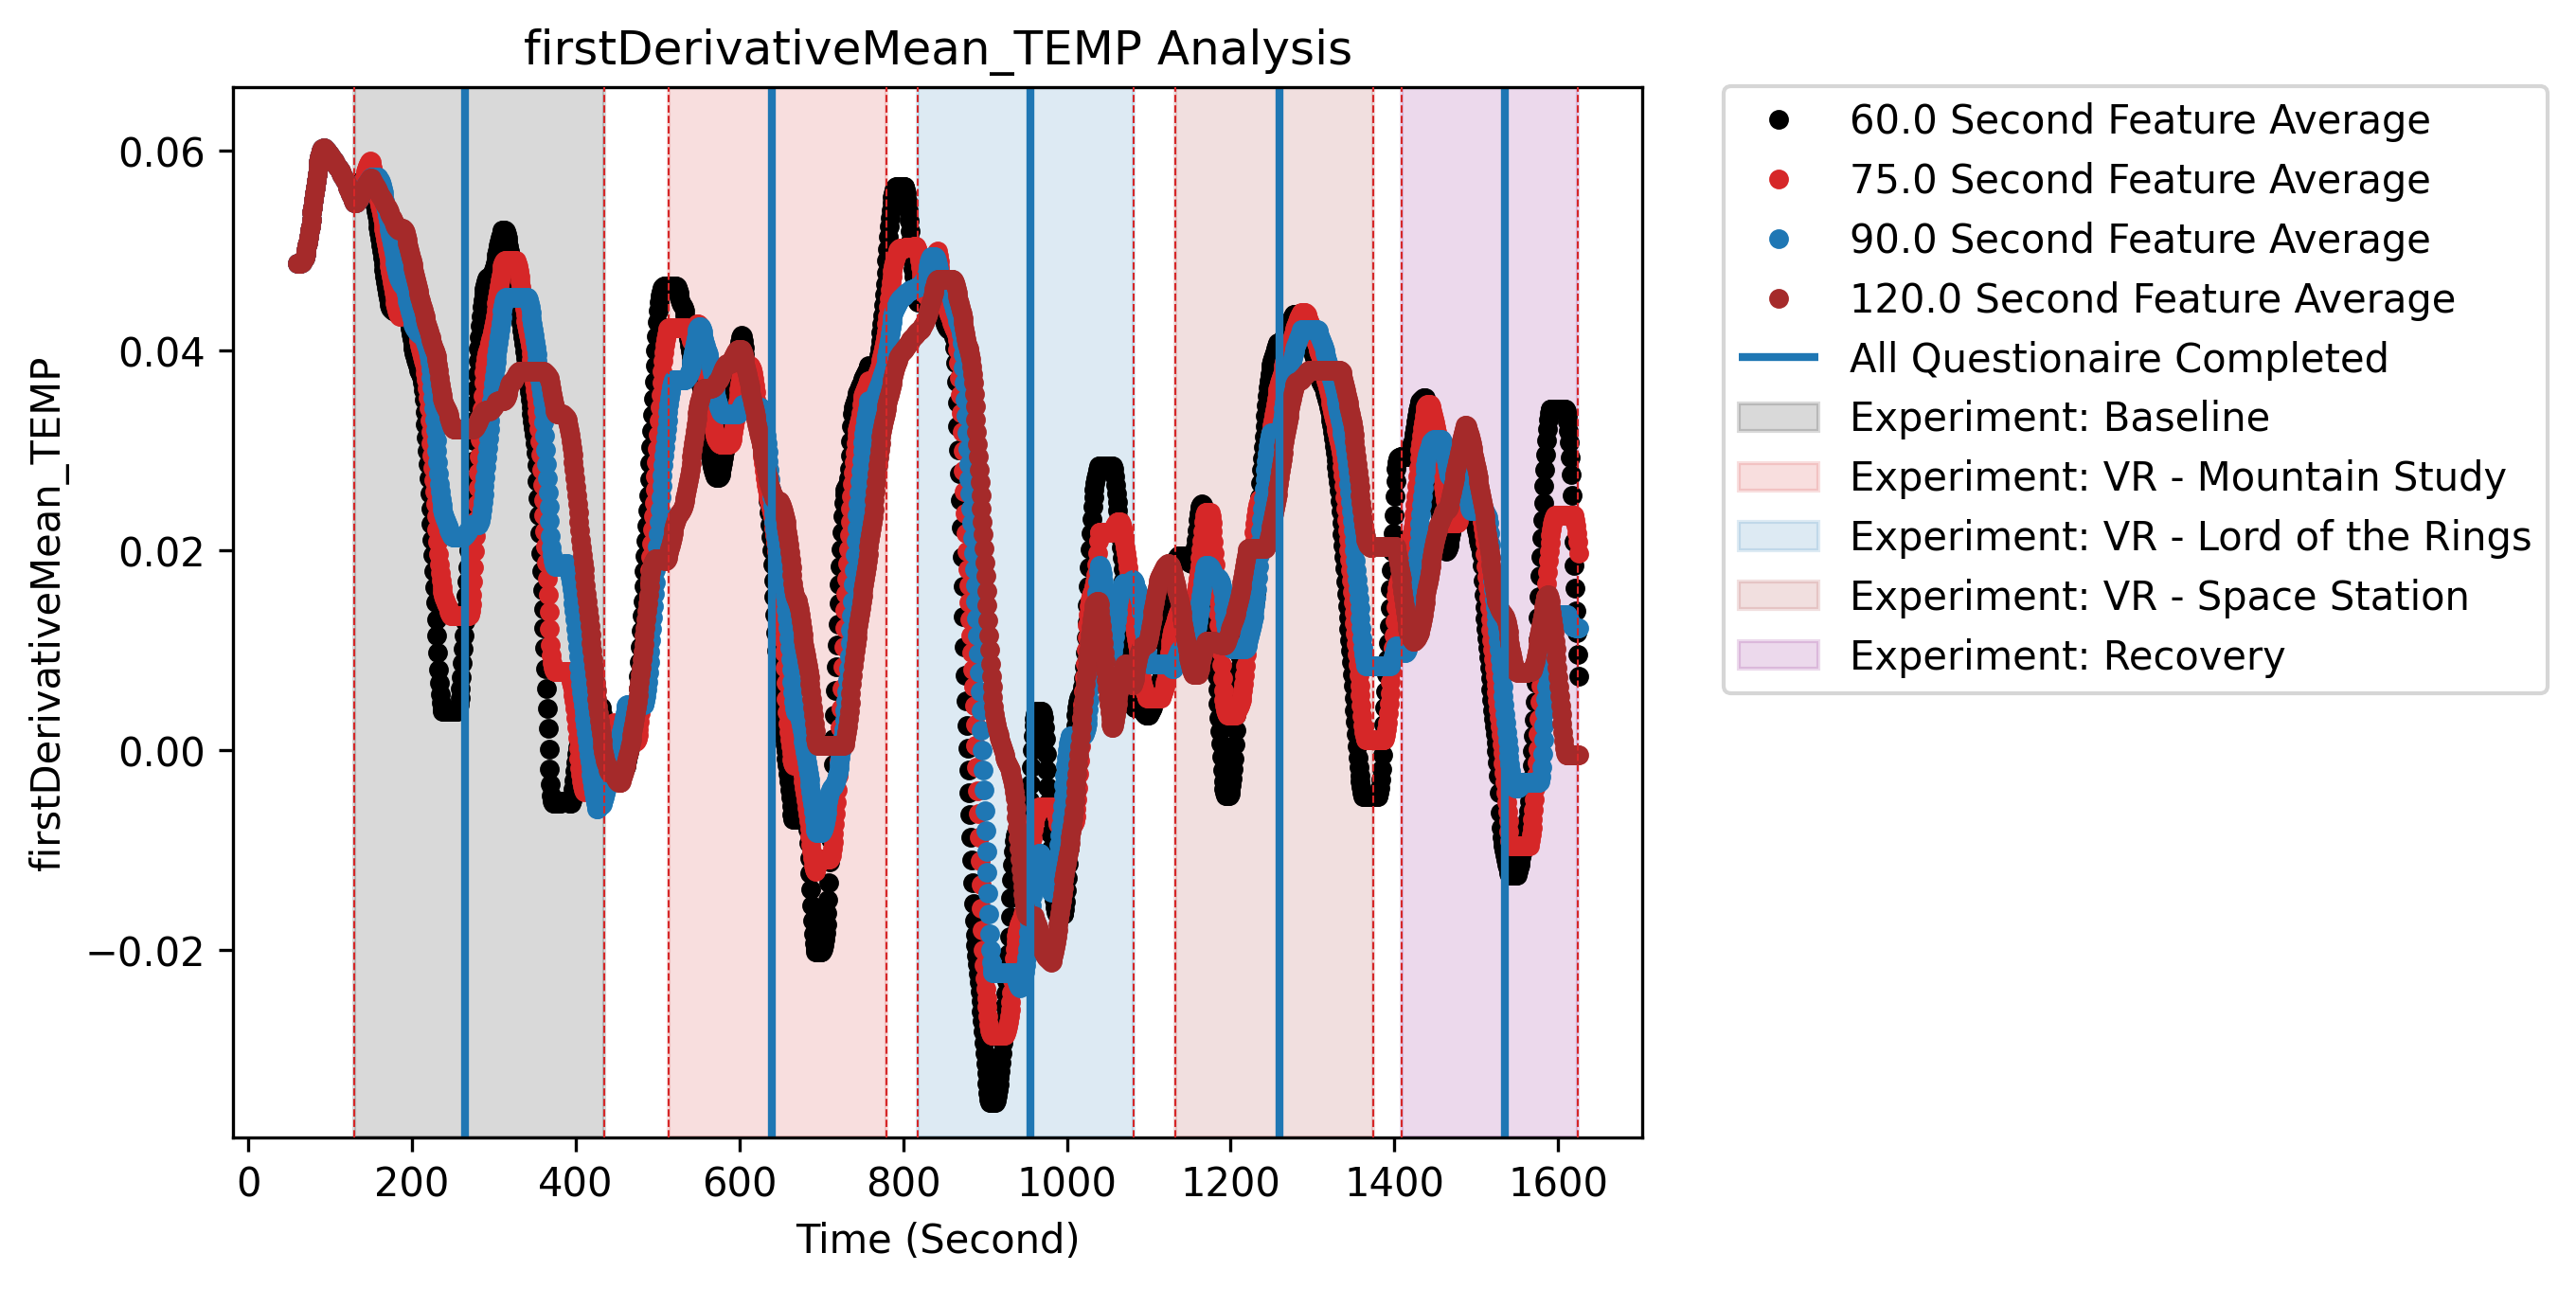 firstDerivativeMean_TEMP Analysis
firstDerivativeMean_TEMP
0.06
0.04
0.02
0.00
−0.02
0 200 400 600 800 1000 1200 1400 1600
Time (Second)
60.0 Second Feature Average
75.0 Second Feature Average
90.0 Second Feature Average
120.0 Second Feature Average
All Questionaire Completed
Experiment: Baseline
Experiment: VR - Mountain Study
Experiment: VR - Lord of the Rings
Experiment: VR - Space Station
Experiment: Recovery